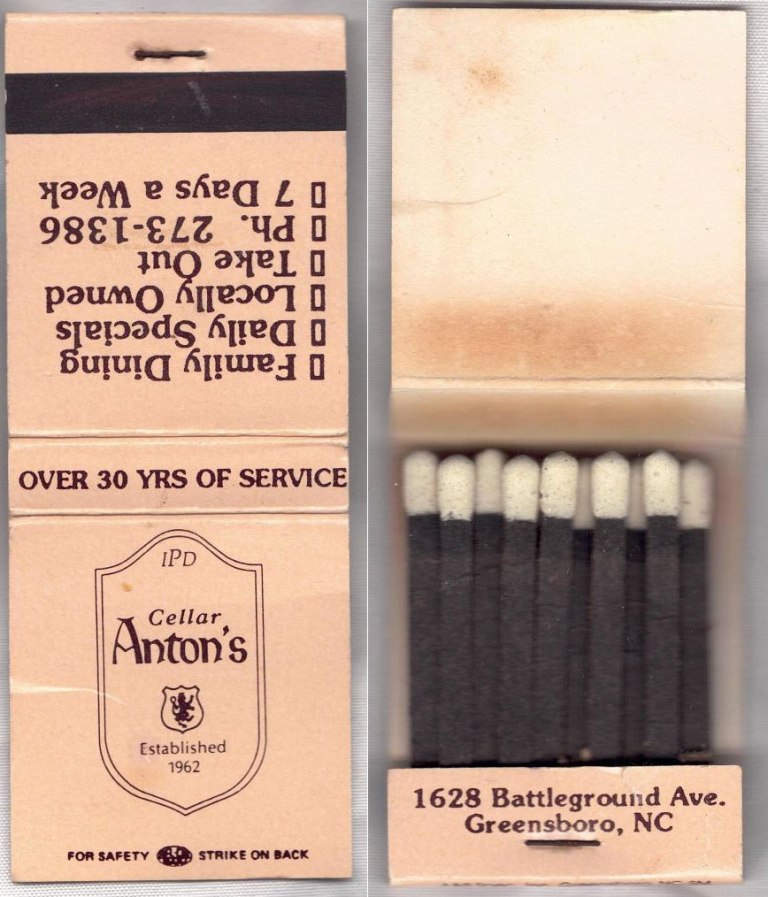 ▯ Family Dining
▯ Daily Specials
▯ Locally Owned
▯ Take Out
▯ Ph. 273-1386
▯ 7 Days a Week
OVER 30 YRS OF SERVICE
IPD
Cellar
Anton's
Established
1962
FOR SAFETY STRIKE ON BACK
1628 Battleground Ave.
Greensboro, NC